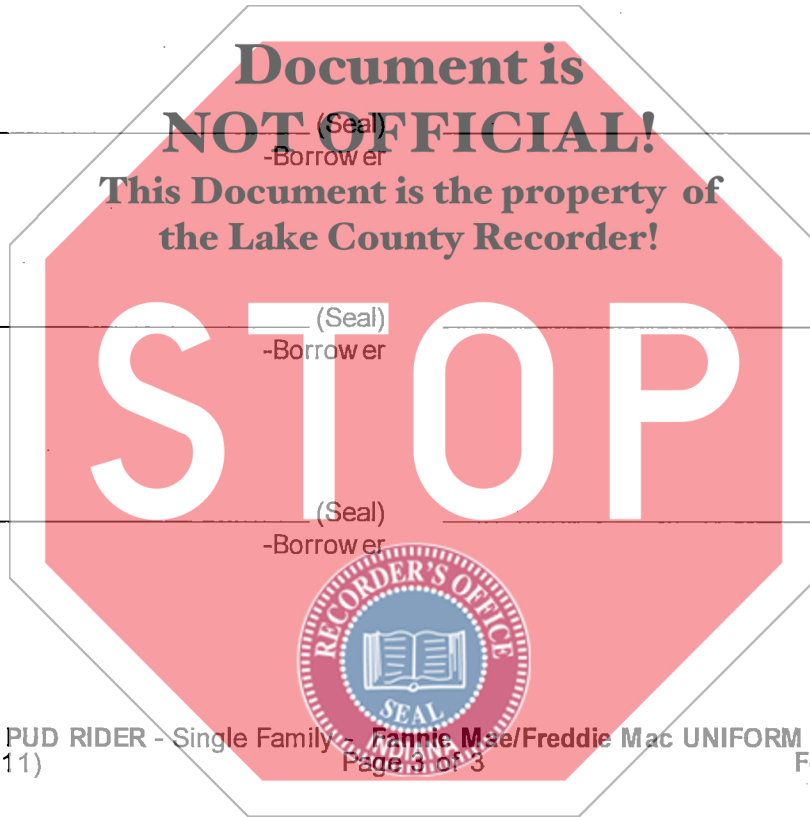 Document is
NOT OFFICIAL!
(Seal)
-Borrower
This Document is the property of
the Lake County Recorder!
STOP
(Seal)
-Borrower
(Seal)
-Borrower
RECORDER'S OFFICE
SEAL
INDIANA
PUD RIDER - Single Family - Fannie Mae/Freddie Mac UNIFORM
11)
Page 3 of 3